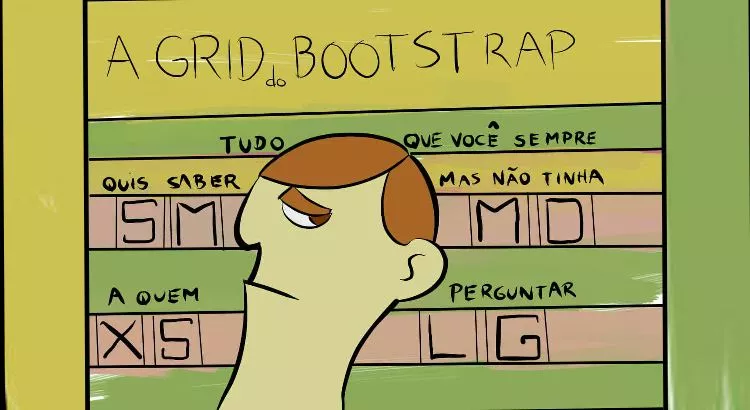 A GRID do BOOTSTRAP
TUDO QUE VOCÊ SEMPRE
QUIS SABER MAS NÃO TINHA
SM MD
A QUEM PERGUNTAR
XS LG